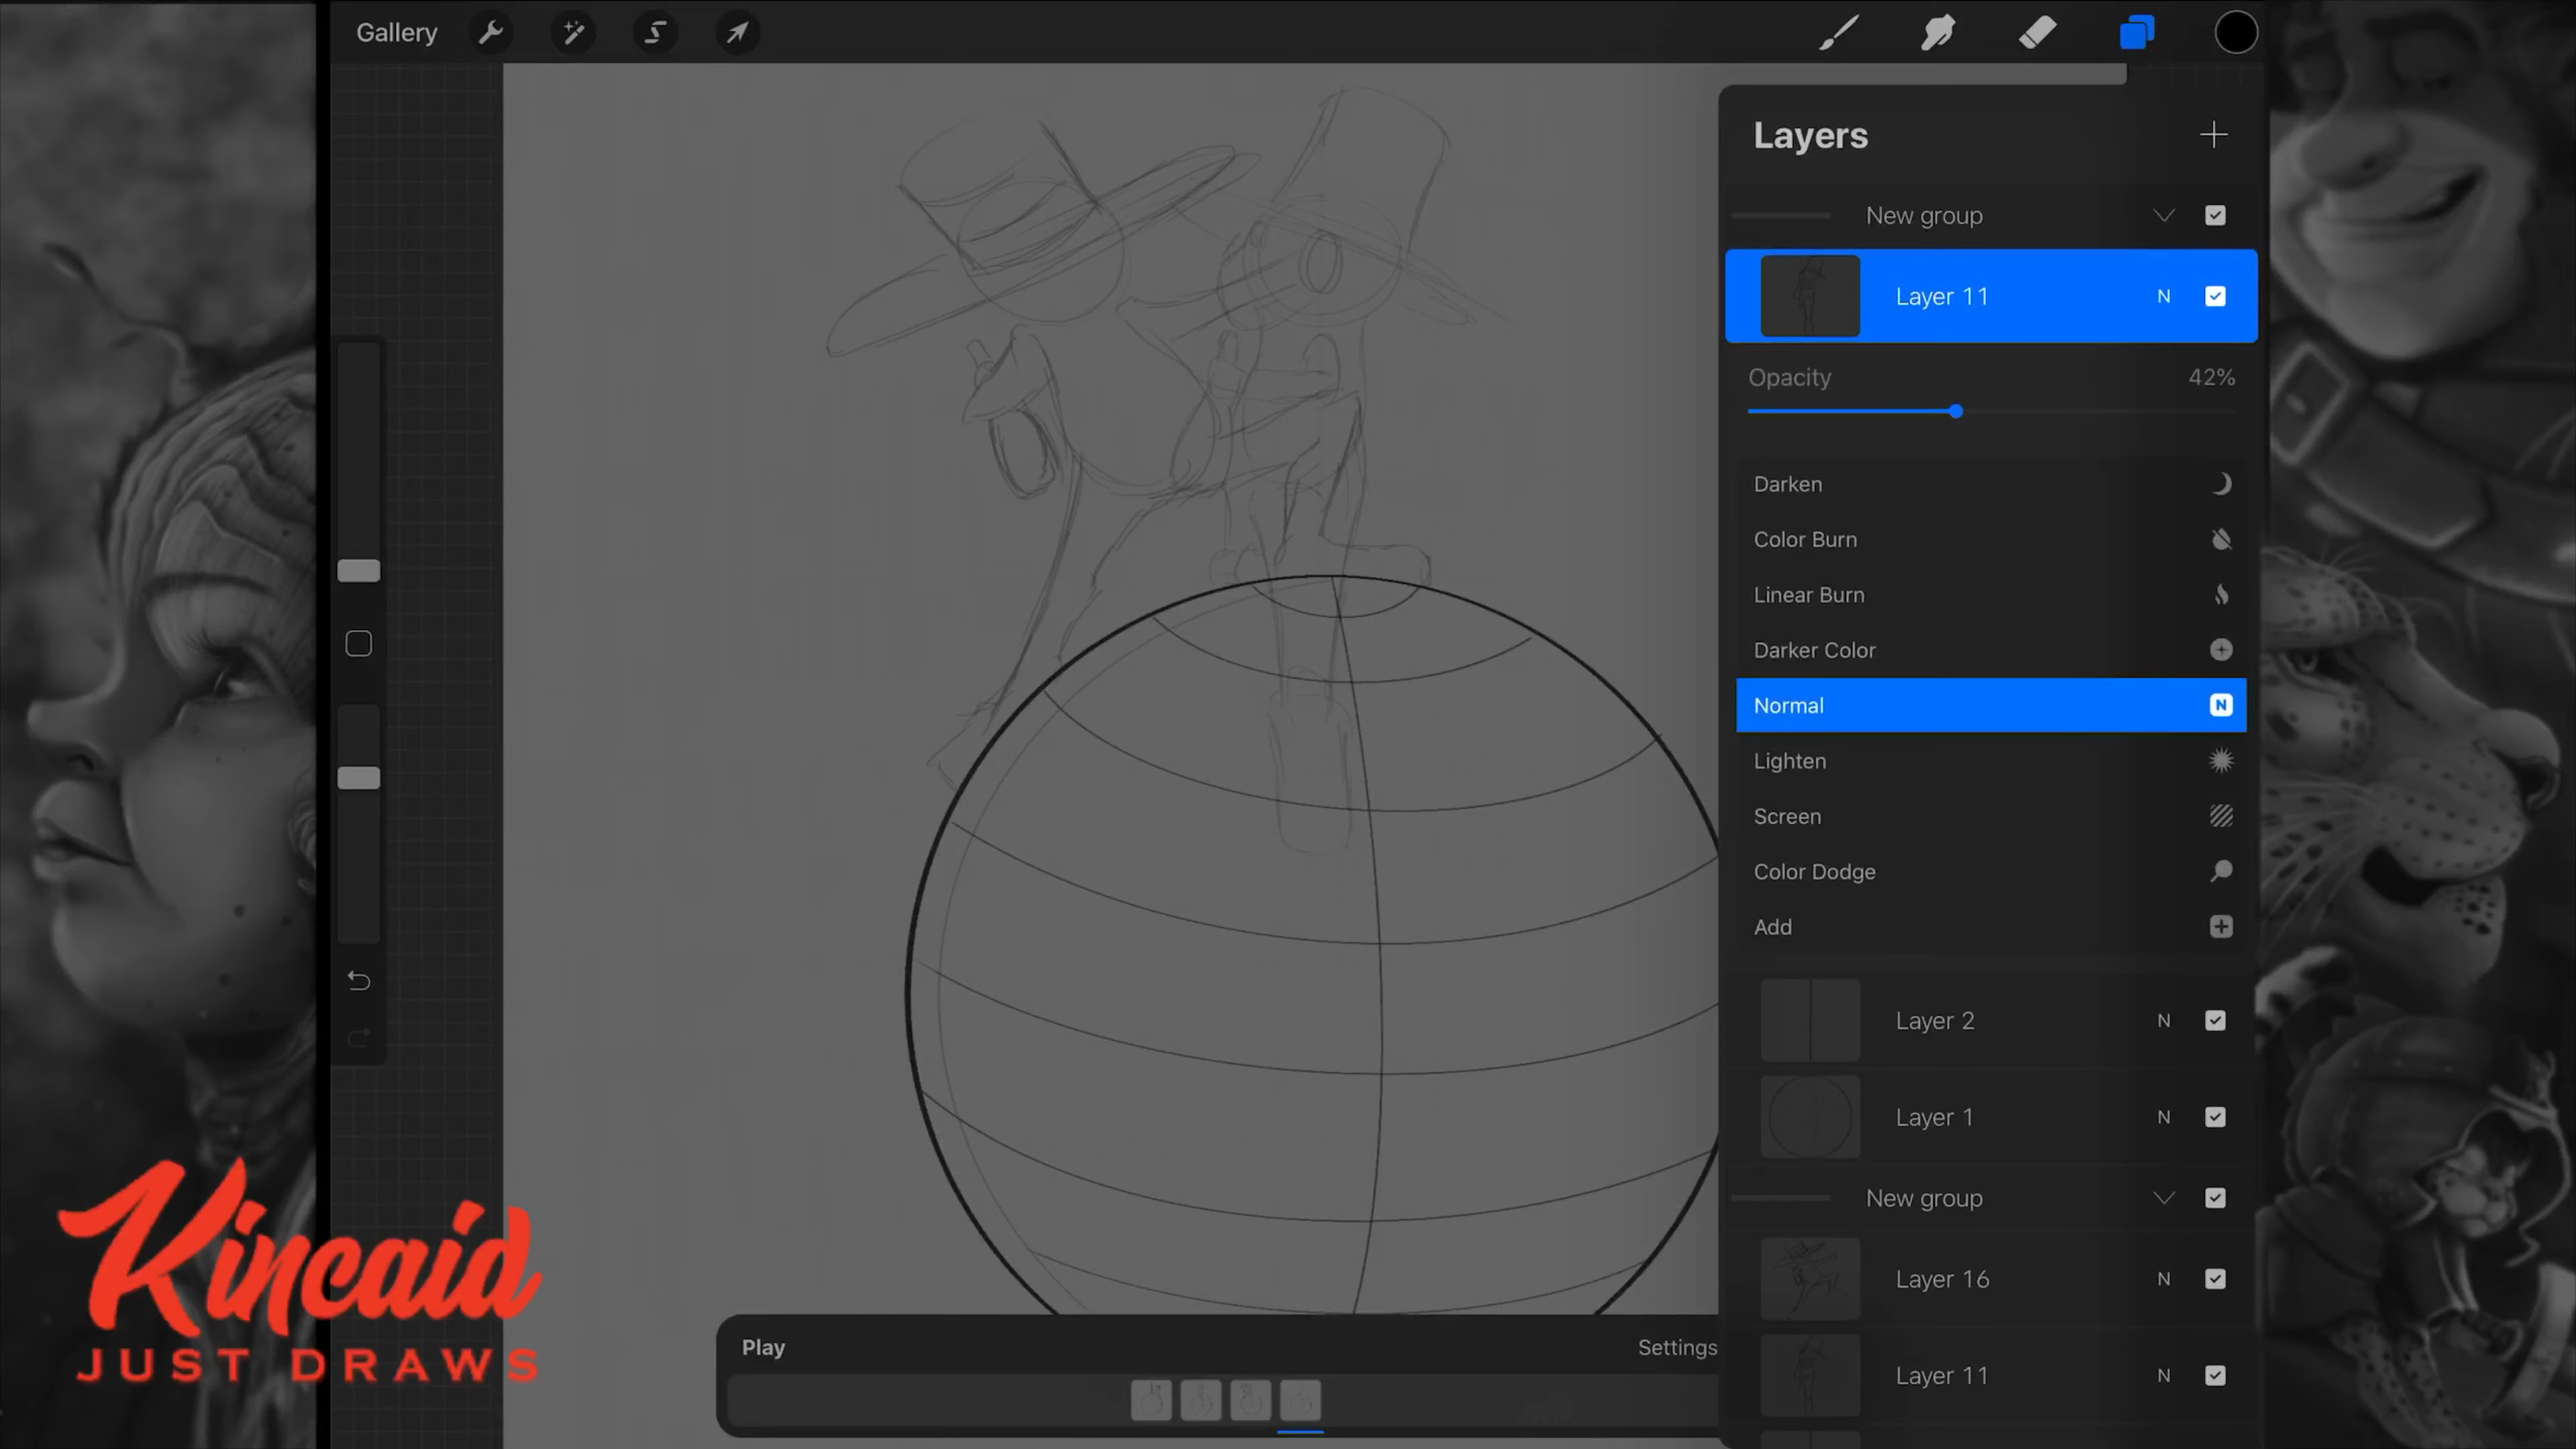 Gallery
Layers
New group
Layer 11 N
Opacity 42%
Darken
Color Burn
Linear Burn
Darker Color
Normal N
Lighten
Screen
Color Dodge
Add
Layer 2 N
Layer 1 N
New group
Layer 16 N
Layer 11 N
Play Settings
Kincaid
JUST DRAWS